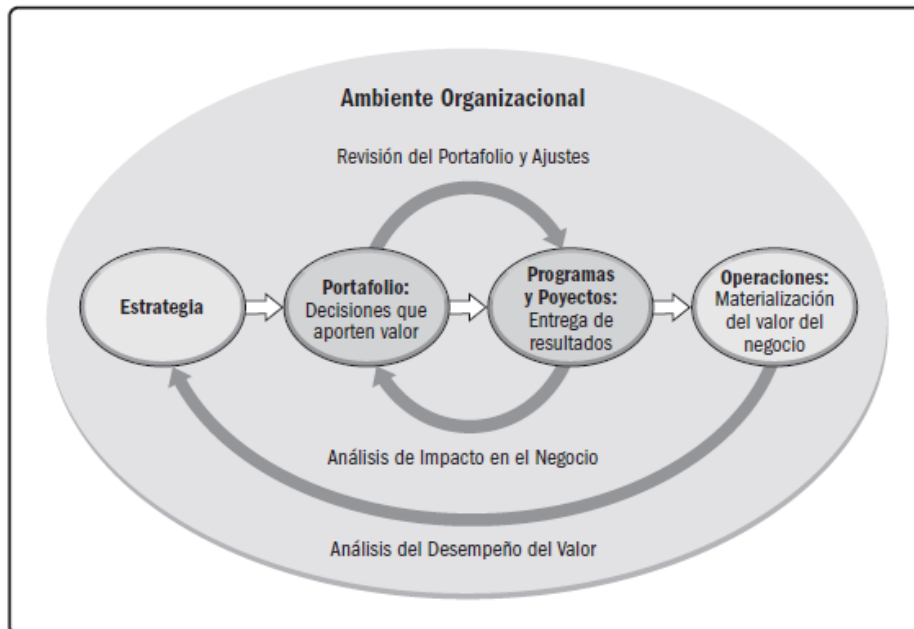 Ambiente Organizacional
Revisión del Portafolio y Ajustes
Estrategia
Portafolio:
Decisiones que
aporten valor
Programas
y Poyectos:
Entrega de
resultados
Operaciones:
Materialización
del valor del
negocio
Análisis de Impacto en el Negocio
Análisis del Desempeño del Valor